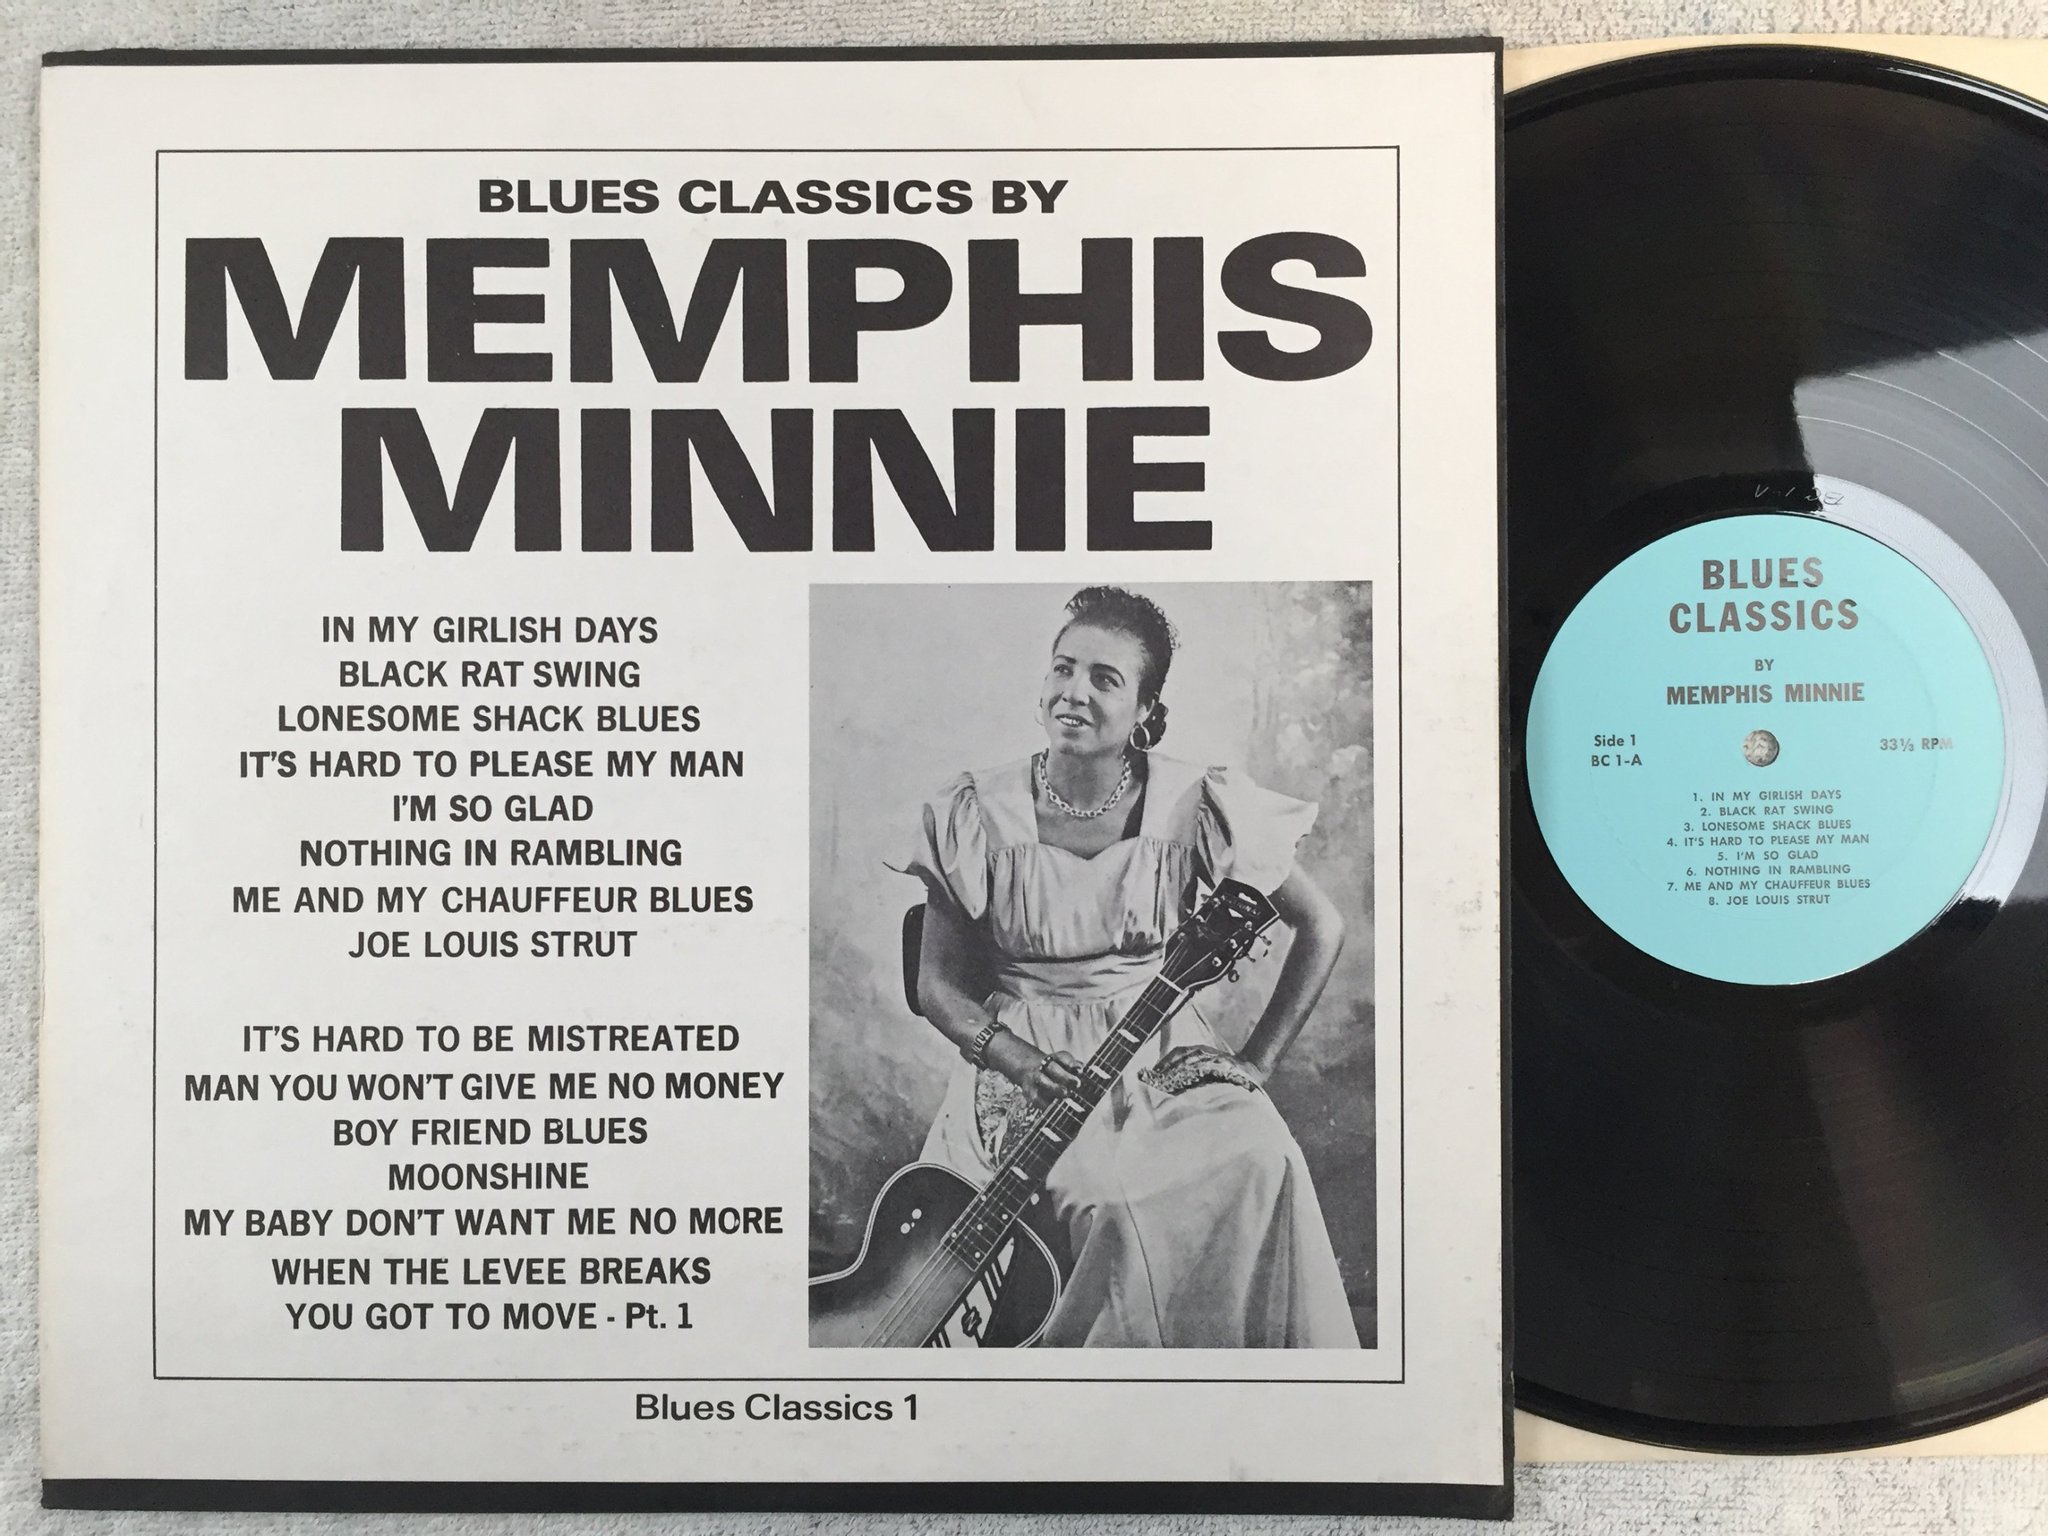 BLUES CLASSICS BY
MEMPHIS
MINNIE
IN MY GIRLISH DAYS
BLACK RAT SWING
LONESOME SHACK BLUES
IT'S HARD TO PLEASE MY MAN
I'M SO GLAD
NOTHING IN RAMBLING
ME AND MY CHAUFFEUR BLUES
JOE LOUIS STRUT
IT'S HARD TO BE MISTREATED
MAN YOU WON'T GIVE ME NO MONEY
BOY FRIEND BLUES
MOONSHINE
MY BABY DON'T WANT ME NO MORE
WHEN THE LEVEE BREAKS
YOU GOT TO MOVE - Pt. 1
NATIONAL
Blues Classics 1
BLUES
CLASSICS
BY
MEMPHIS MINNIE
Side 1
BC 1-A
33⅓ RPM
1. IN MY GIRLISH DAYS
2. BLACK RAT SWING
3. LONESOME SHACK BLUES
4. IT'S HARD TO PLEASE MY MAN
5. I'M SO GLAD
6. NOTHING IN RAMBLING
7. ME AND MY CHAUFFEUR BLUES
8. JOE LOUIS STRUT